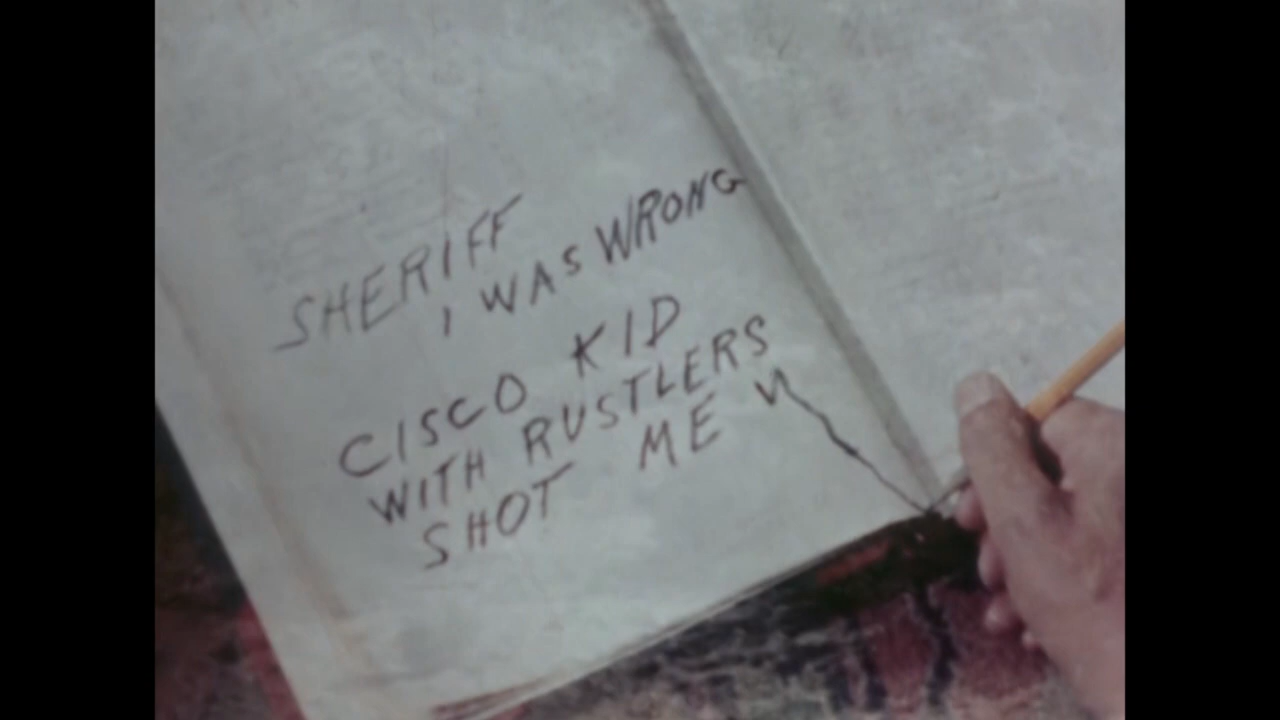 SHERIFF
I WAS WRONG
CISCO KID
WITH RUSTLERS
SHOT ME